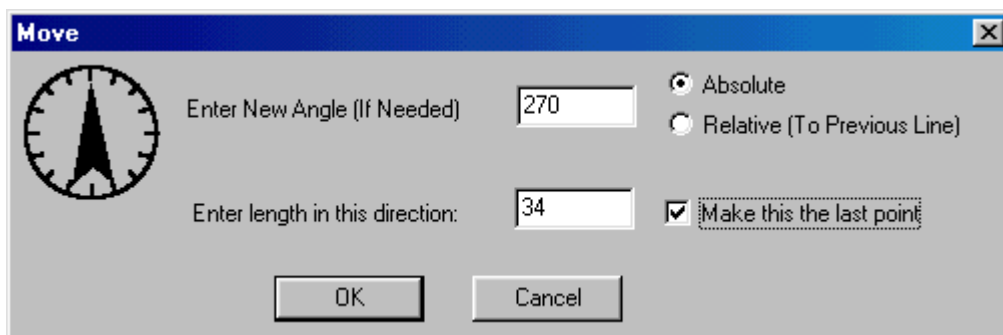 Move
Enter New Angle (If Needed)
270
Absolute
Relative (To Previous Line)
Enter length in this direction:
34
Make this the last point
OK
Cancel